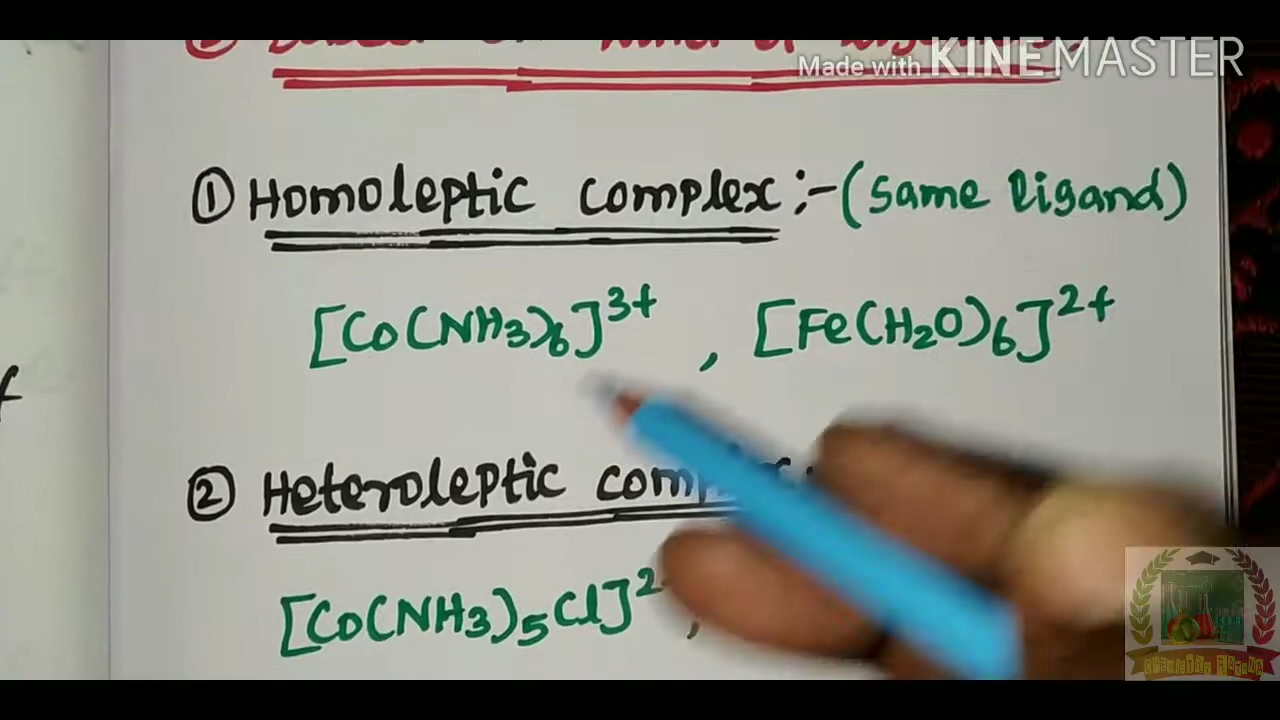 Made with KINEMASTER
① Homoleptic complex :- (Same ligand)
[Co(NH3)6]3+ , [Fe(H2O)6]2+
② Heteroleptic
[Co(NH3)5Cl]2 ,